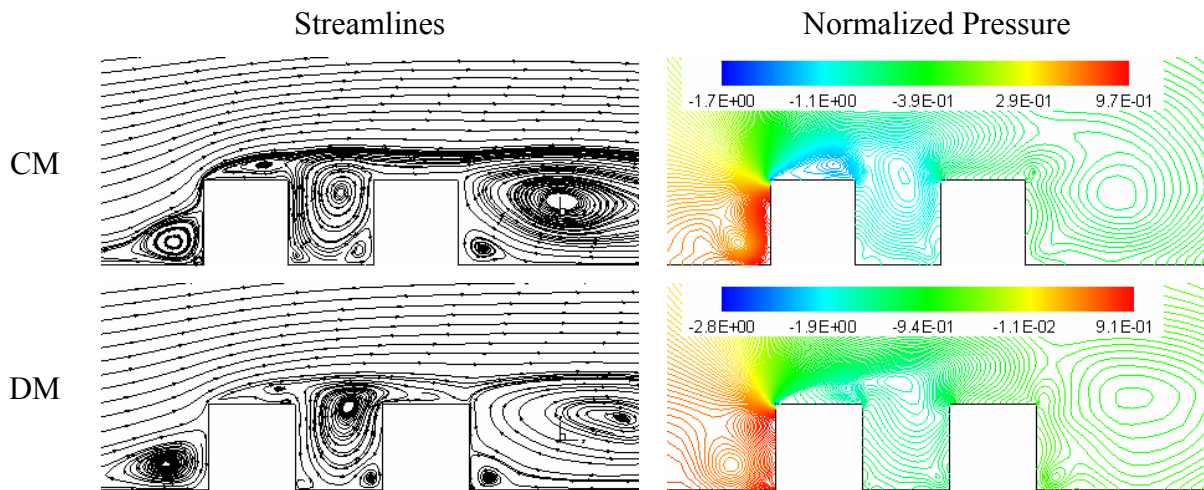 Streamlines
Normalized Pressure
CM
-1.7E+00 -1.1E+00 -3.9E-01 2.9E-01 9.7E-01
DM
-2.8E+00 -1.9E+00 -9.4E-01 -1.1E-02 9.1E-01